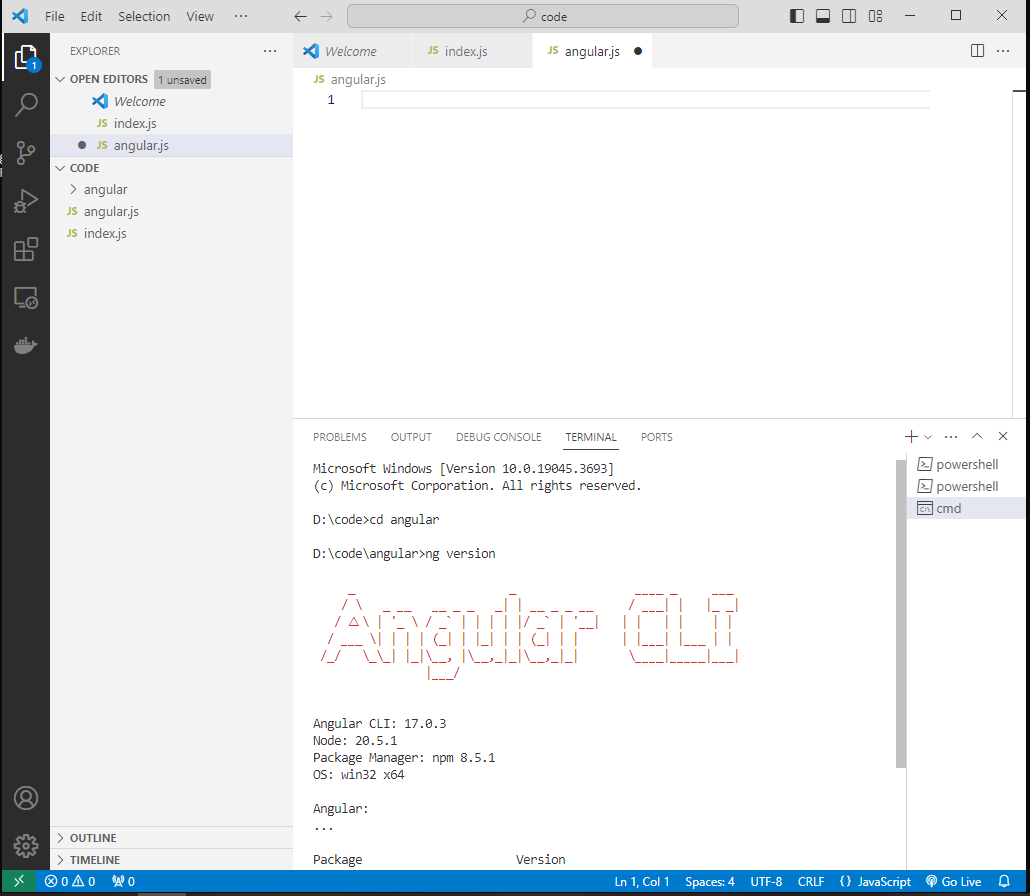 File Edit Selection View ··· code
EXPLORER ···
OPEN EDITORS 1 unsaved
Welcome
JS index.js
JS angular.js
CODE
angular
JS angular.js
JS index.js
OUTLINE
TIMELINE
1
Welcome JS index.js JS angular.js
JS angular.js
1
PROBLEMS OUTPUT DEBUG CONSOLE TERMINAL PORTS
powershell
powershell
cmd
Microsoft Windows [Version 10.0.19045.3693]
(c) Microsoft Corporation. All rights reserved.
D:\code>cd angular
D:\code\angular>ng version
Angular CLI
Angular CLI: 17.0.3
Node: 20.5.1
Package Manager: npm 8.5.1
OS: win32 x64
Angular:
...
Package Version
0 0 0 Ln 1, Col 1 Spaces: 4 UTF-8 CRLF {} JavaScript Go Live